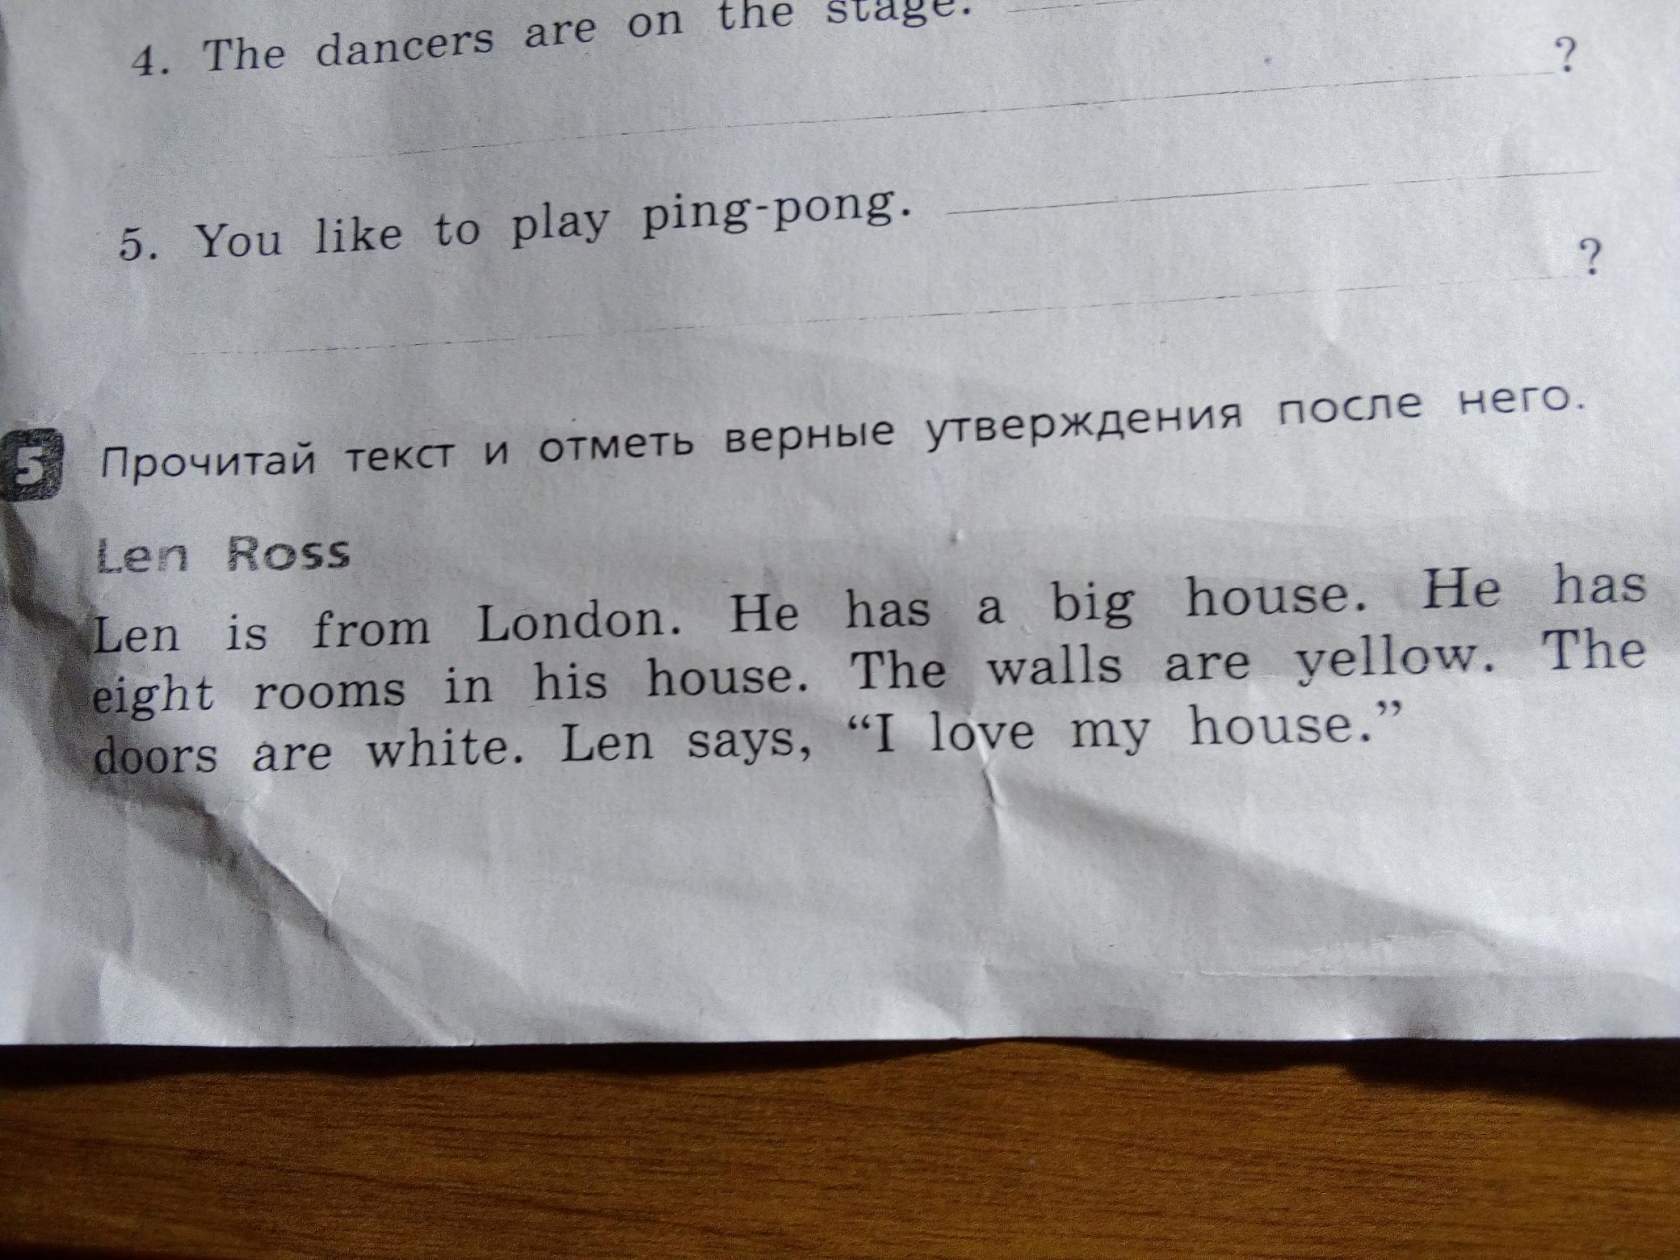 4. The dancers are on the stage.
?
5. You like to play ping-pong.
?
5 Прочитай текст и отметь верные утверждения после него.
Len Ross
Len is from London. He has a big house. He has
eight rooms in his house. The walls are yellow. The
doors are white. Len says, “I love my house.”